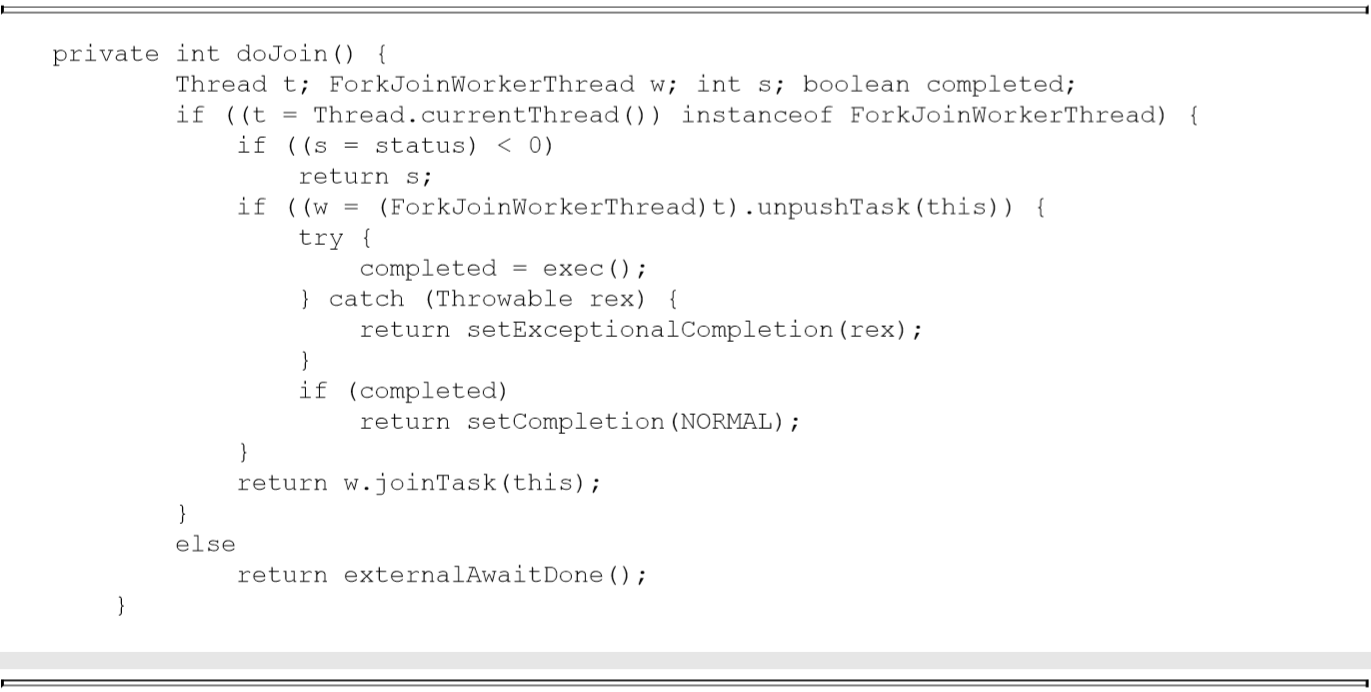 private int doJoin() {
        Thread t; ForkJoinWorkerThread w; int s; boolean completed;
        if ((t = Thread.currentThread()) instanceof ForkJoinWorkerThread) {
            if ((s = status) < 0)
                return s;
            if ((w = (ForkJoinWorkerThread)t).unpushTask(this)) {
                try {
                    completed = exec();
                } catch (Throwable rex) {
                    return setExceptionalCompletion(rex);
                }
                if (completed)
                    return setCompletion(NORMAL);
            }
            return w.joinTask(this);
        }
        else
            return externalAwaitDone();
    }